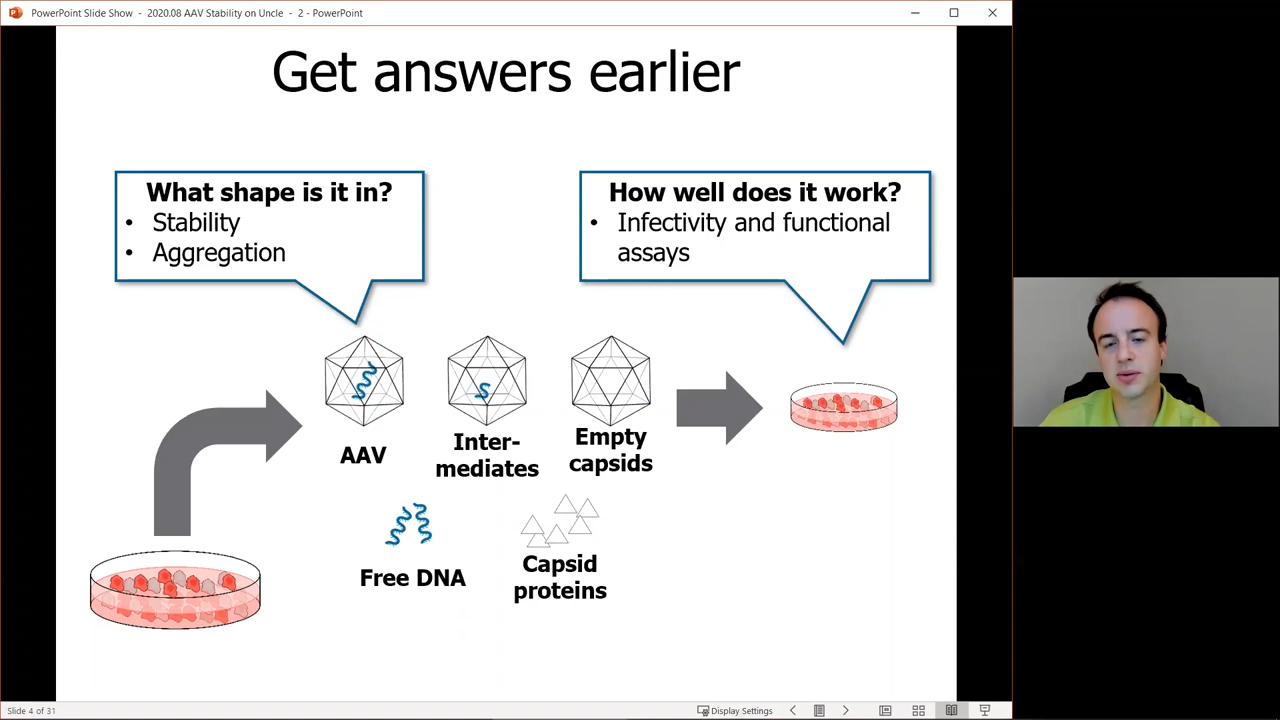 PowerPoint Slide Show - 2020.08 AAV Stability on Uncle - 2 - PowerPoint
Get answers earlier
What shape is it in?
• Stability
• Aggregation
How well does it work?
• Infectivity and functional
assays
AAV
Inter-
mediates
Empty
capsids
Free DNA
Capsid
proteins
Slide 4 of 31
Display Settings